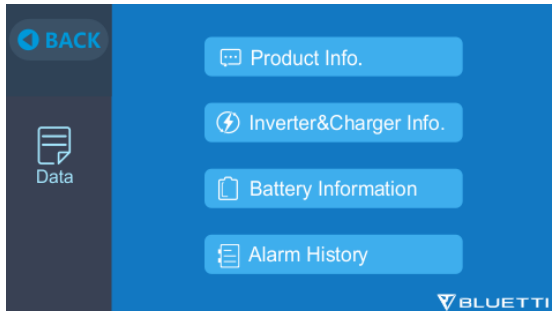 BACK
Data
Product Info.
Inverter&Charger Info.
Battery Information
Alarm History
BLUETTI